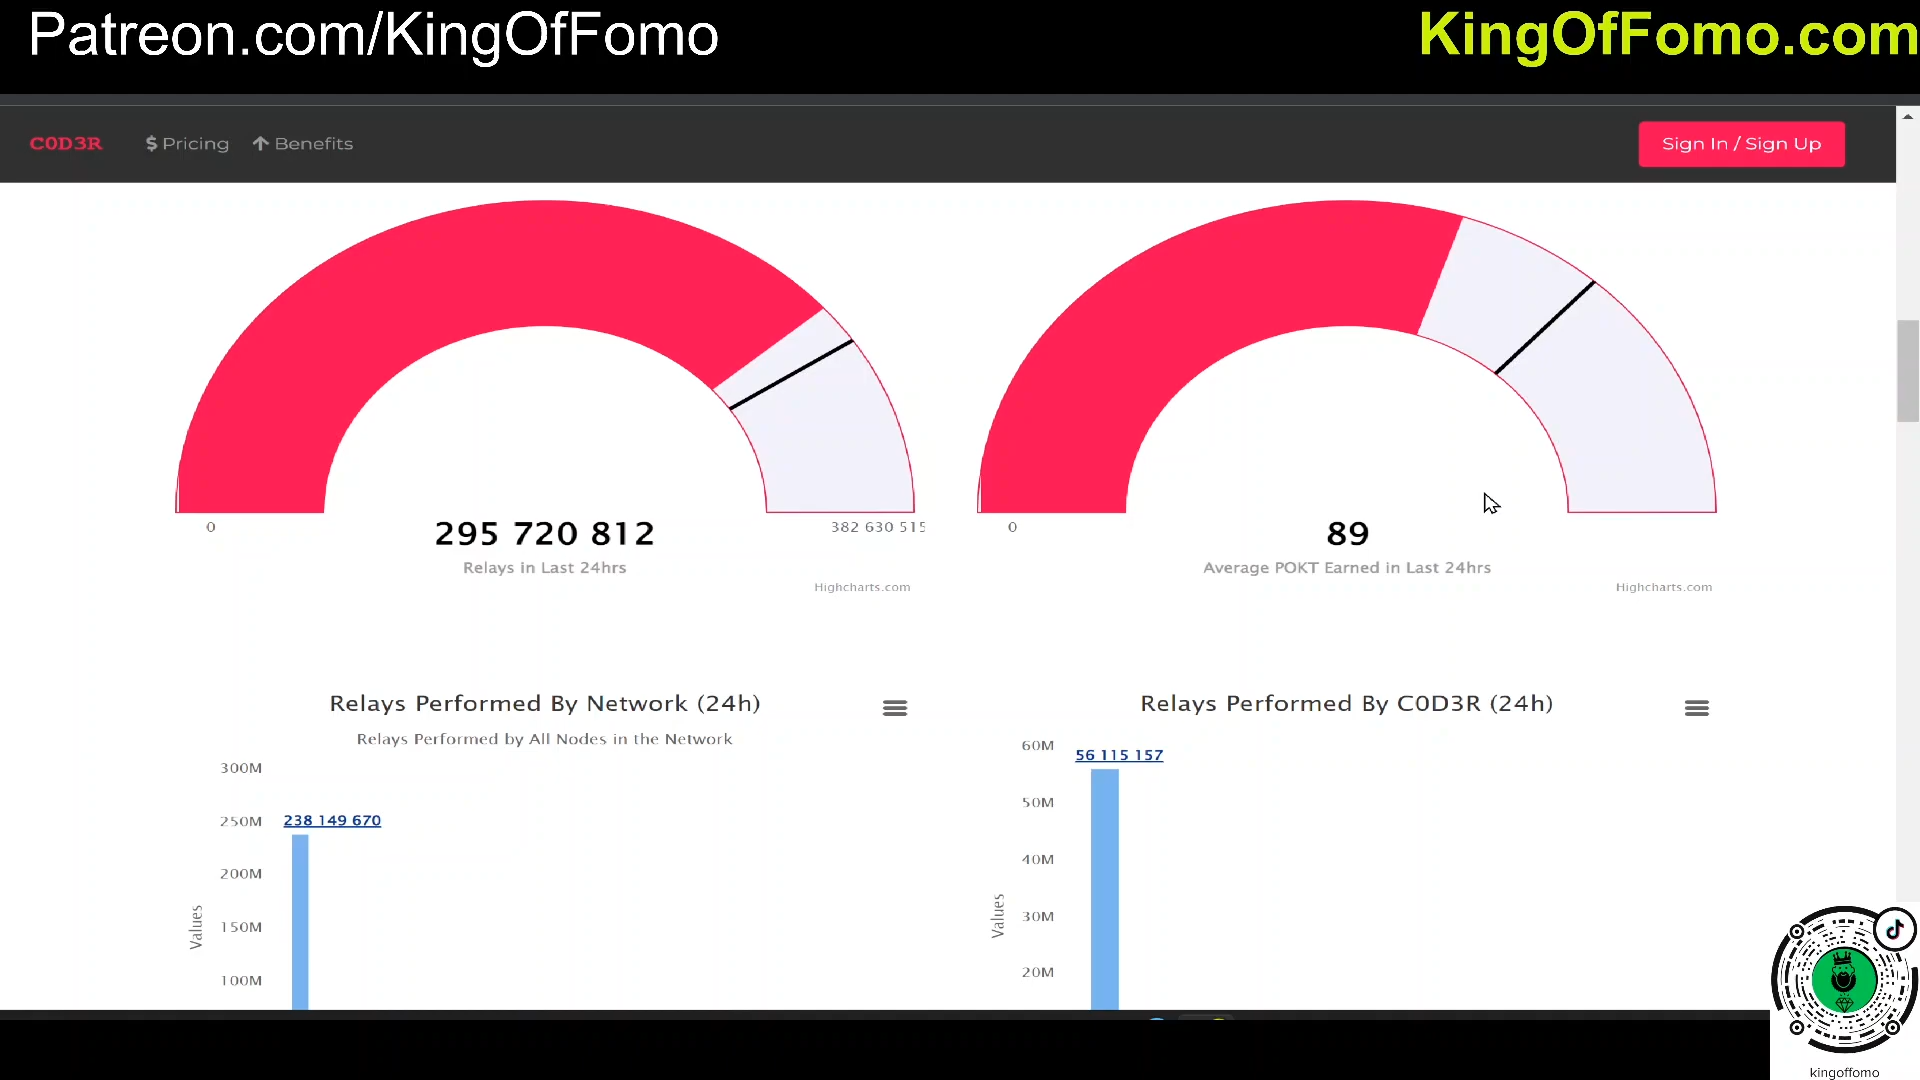 Patreon.com/KingOfFomo
KingOfFomo.com
C0D3R
$ Pricing
Benefits
Sign In / Sign Up
0
295 720 812
382 630 515
Relays in Last 24hrs
Highcharts.com
0
89
Average POKT Earned in Last 24hrs
Highcharts.com
Relays Performed By Network (24h)
Relays Performed by All Nodes in the Network
300M
250M
200M
150M
100M
Values
238 149 670
Relays Performed By C0D3R (24h)
60M
50M
40M
30M
20M
Values
56 115 157
kingoffomo